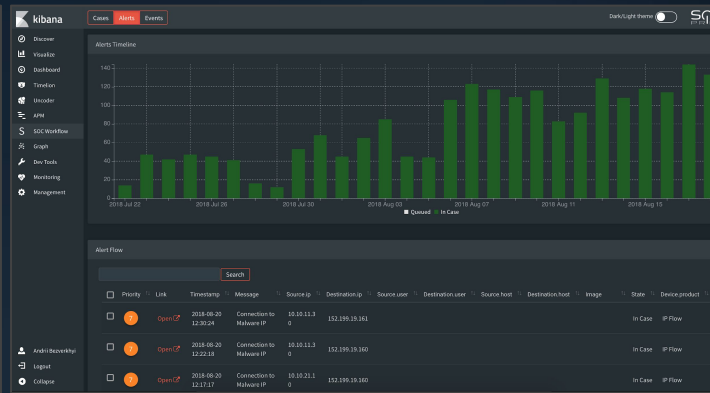 kibana
Cases Alerts Events
Dark/Light theme
Discover
Visualize
Dashboard
Timelion
Uncoder
APM
SOC Workflow
Graph
Dev Tools
Monitoring
Management
Andrii Bezverkhyi
Logout
Collapse
Alerts Timeline
140
120
100
80
60
40
20
0
2018 Jul 22 2018 Jul 26 2018 Jul 30 2018 Aug 03 2018 Aug 07 2018 Aug 11 2018 Aug 15
Queued In Case
Alert Flow
Search
Priority Link Timestamp Message Source.ip Destination.ip Source.user Destination.user Source.host Destination.host Image State Device.product
7 Open 2018-08-20 12:30:24 Connection to Malware IP 10.10.11.30 152.199.19.161 In Case IP Flow
7 Open 2018-08-20 12:22:18 Connection to Malware IP 10.10.11.30 152.199.19.160 In Case IP Flow
7 Open 2018-08-20 12:17:17 Connection to Malware IP 10.10.21.10 152.199.19.160 In Case IP Flow